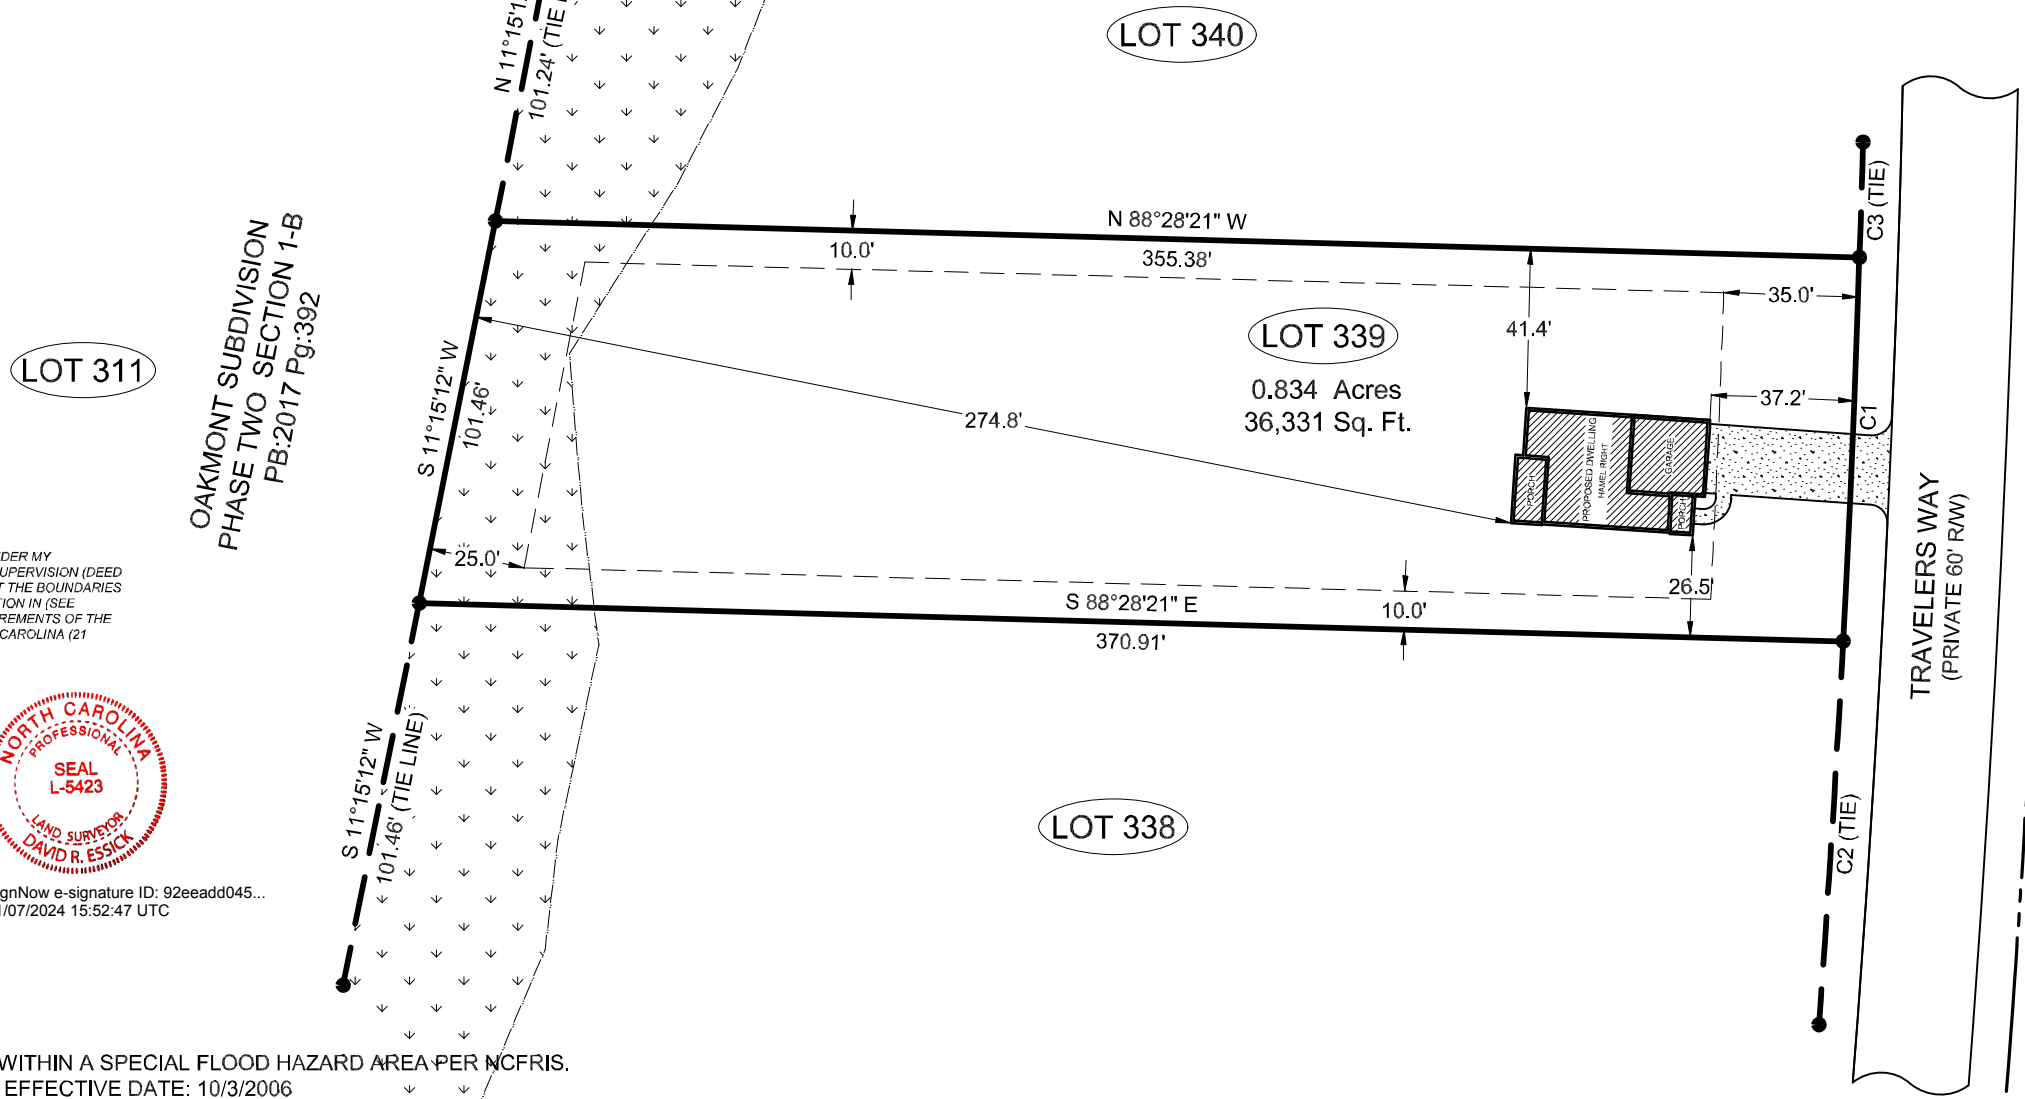 LOT 340
N 11°15'1
101.24' (TIE
N 88°28'21" W
355.38'
10.0'
C3 (TIE)
35.0'
41.4'
LOT 339
0.834 Acres
36,331 Sq. Ft.
37.2'
C1
274.8'
PROPOSED DWELLING
HAMEL RIGHT
GARAGE
PORCH
PORCH
OAKMONT SUBDIVISION
PHASE TWO SECTION 1-B
PB:2017 Pg:392
LOT 311
S 11°15'12" W
101.46'
25.0'
S 88°28'21" E
370.91'
10.0'
26.5'
TRAVELERS WAY
(PRIVATE 60' R/W)
DER MY
UPERVISION (DEED
T THE BOUNDARIES
TION IN (SEE
REMENTS OF THE
CAROLINA (21
NORTH CAROLINA
PROFESSIONAL
SEAL
L-5423
LAND SURVEYOR
DAVID R. ESSICK
S 11°15'12" W
101.46' (TIE LINE)
LOT 338
C2 (TIE)
gnNow e-signature ID: 92eeadd045...
/07/2024 15:52:47 UTC
WITHIN A SPECIAL FLOOD HAZARD AREA PER NCFRIS.
EFFECTIVE DATE: 10/3/2006